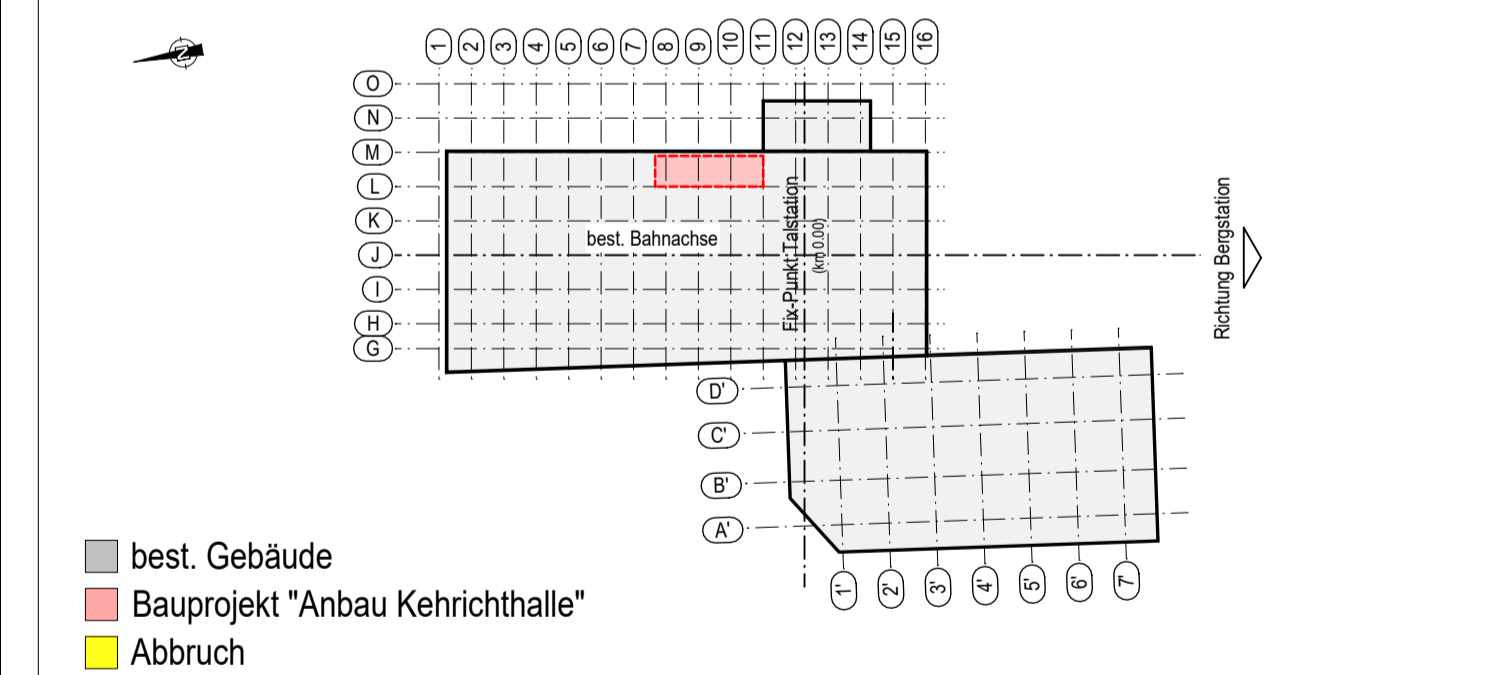 N
1 2 3 4 5 6 7 8 9 10 11 12 13 14 15 16
O
N
M
L
K
J
I
H
G
best. Bahnachse
Fix-Punkt Talstation
(km 0.00)
Richtung Bergstation
D'
C'
B'
A'
1' 2' 3' 4' 5' 6' 7'
best. Gebäude
Bauprojekt "Anbau Kehrichthalle"
Abbruch